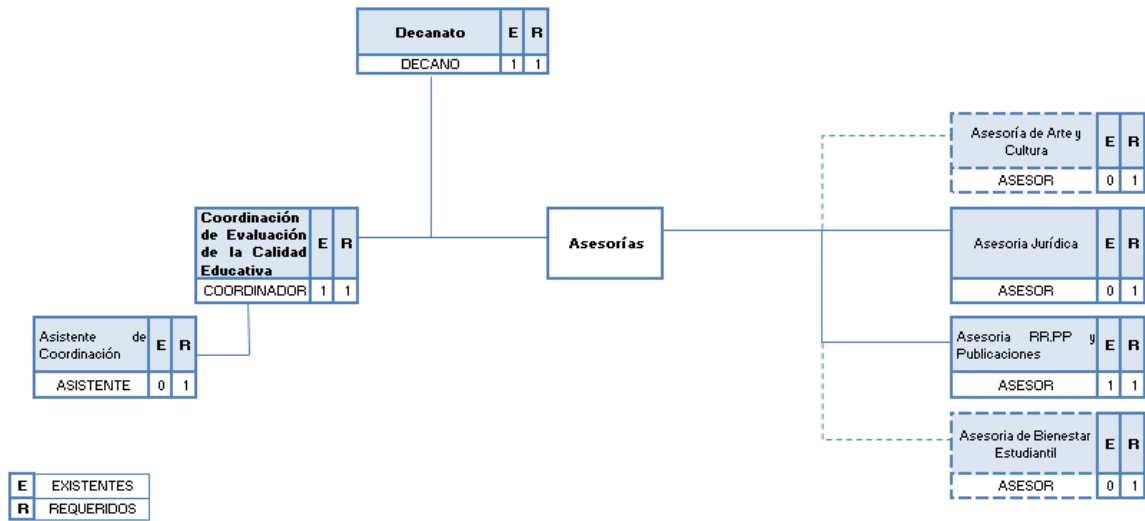 Decanato E R
DECANO 1 1
Asesoría de Arte y
Cultura E R
ASESOR 0 1
Coordinación
de Evaluación
de la Calidad
Educativa E R
COORDINADOR 1 1
Asesorías
Asesoria Jurídica E R
ASESOR 0 1
Asistente de
Coordinación E R
ASISTENTE 0 1
Asesoria RR.PP y
Publicaciones E R
ASESOR 1 1
Asesoria de Bienestar
Estudiantil E R
ASESOR 0 1
E EXISTENTES
R REQUERIDOS